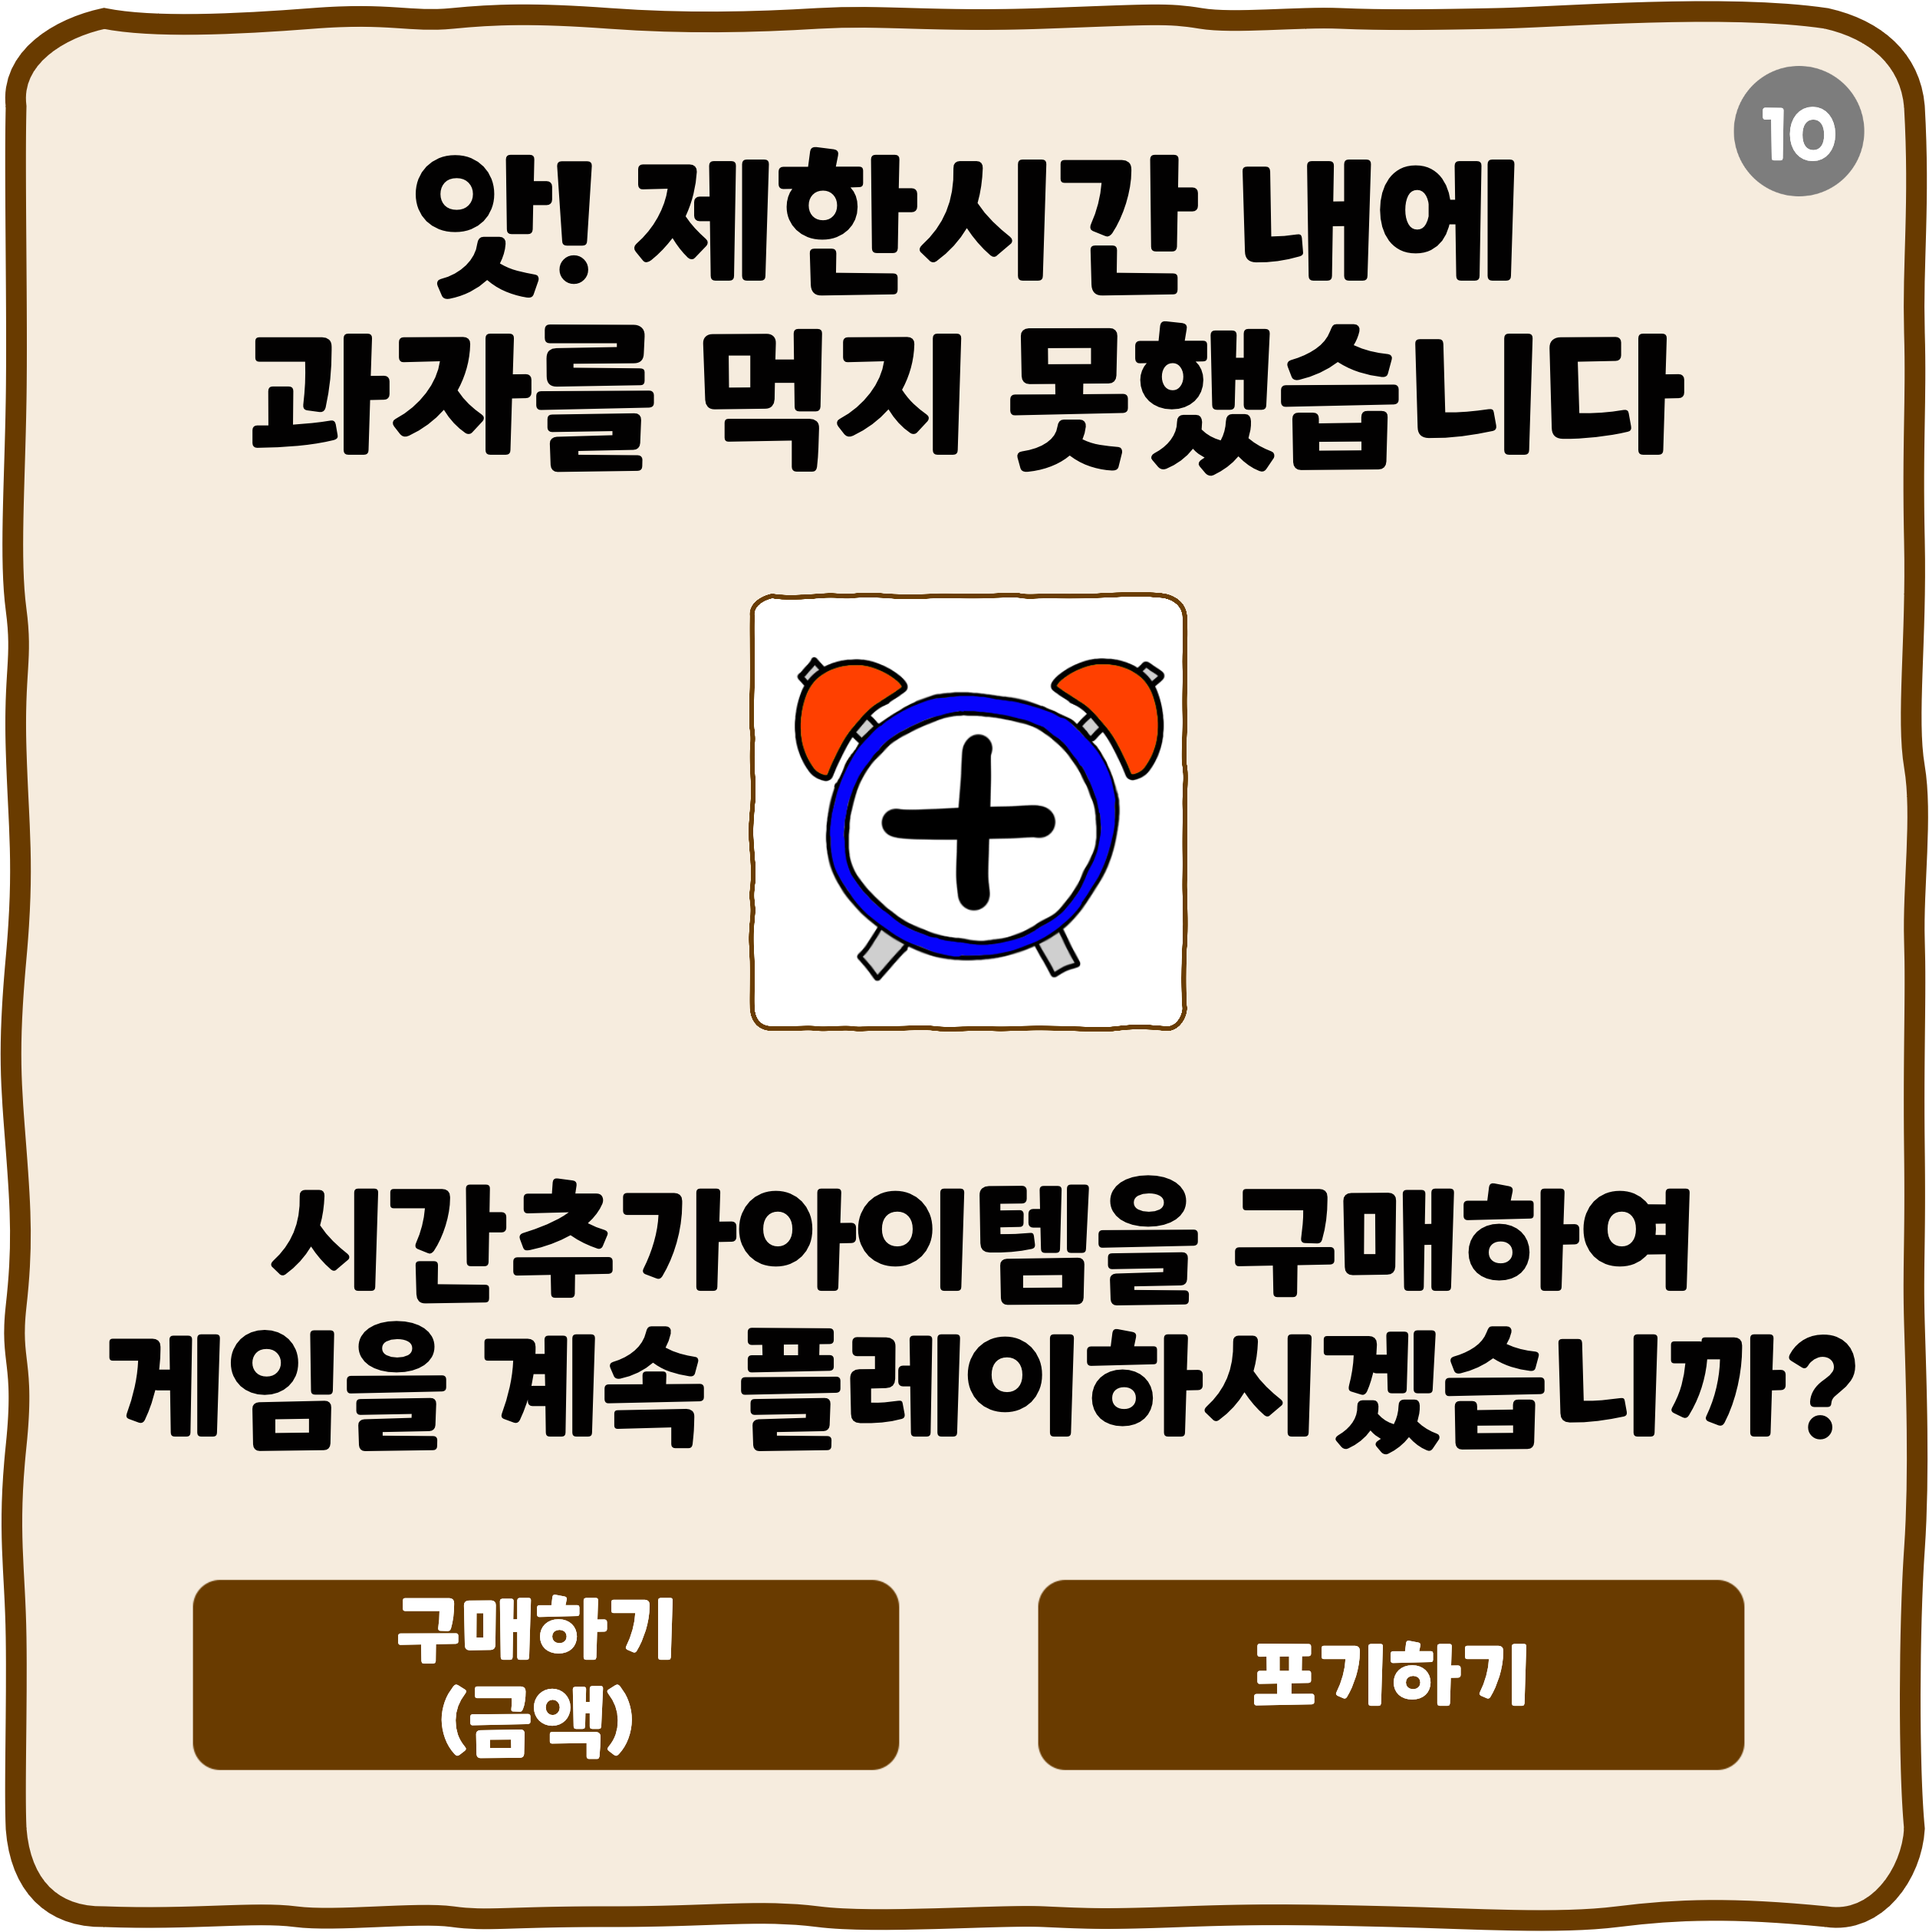 10
앗! 제한시간 내에
과자를 먹지 못했습니다
시간추가아이템을 구매하여
게임을 계속 플레이 하시겠습니까?
구매하기
(금액)
표기하기